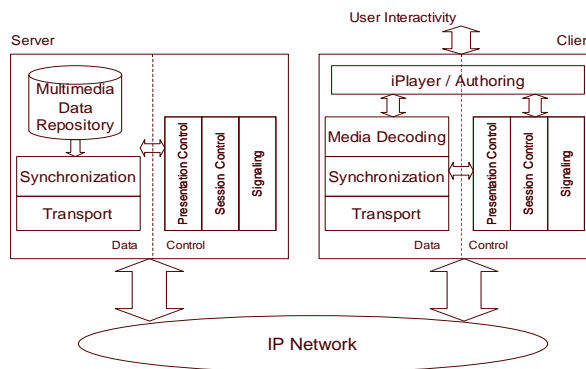 User Interactivity
Server
Client
Multimedia
Data
Repository
Synchronization
Transport
Presentation Control
Session Control
Signaling
Data
Control
iPlayer / Authoring
Media Decoding
Synchronization
Transport
Presentation Control
Session Control
Signaling
Data
Control
IP Network